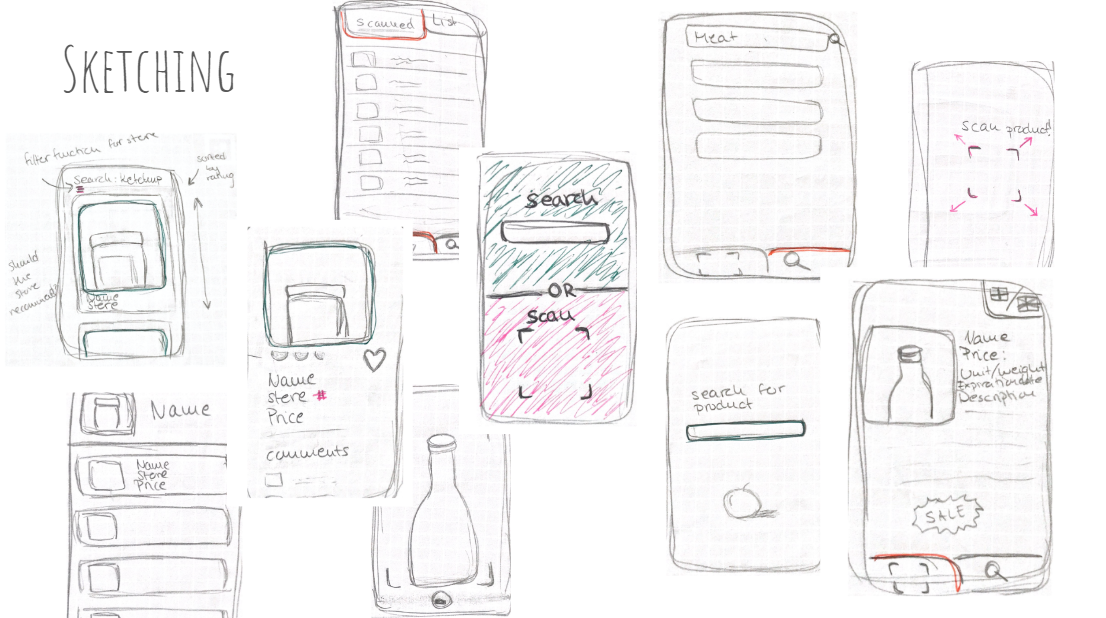 SKETCHING
filter function for store
sorted
by
rating
Search: Ketchup
should
the
store
recommend?
Name
Store
Scanned
List
Search
OR
Scan
Meat
scan product!
Name
store #
Price
comments
Name
Name
Store
Price
search for
product
Name
Price:
Unit/weight
Expirationdate
Description
SALE